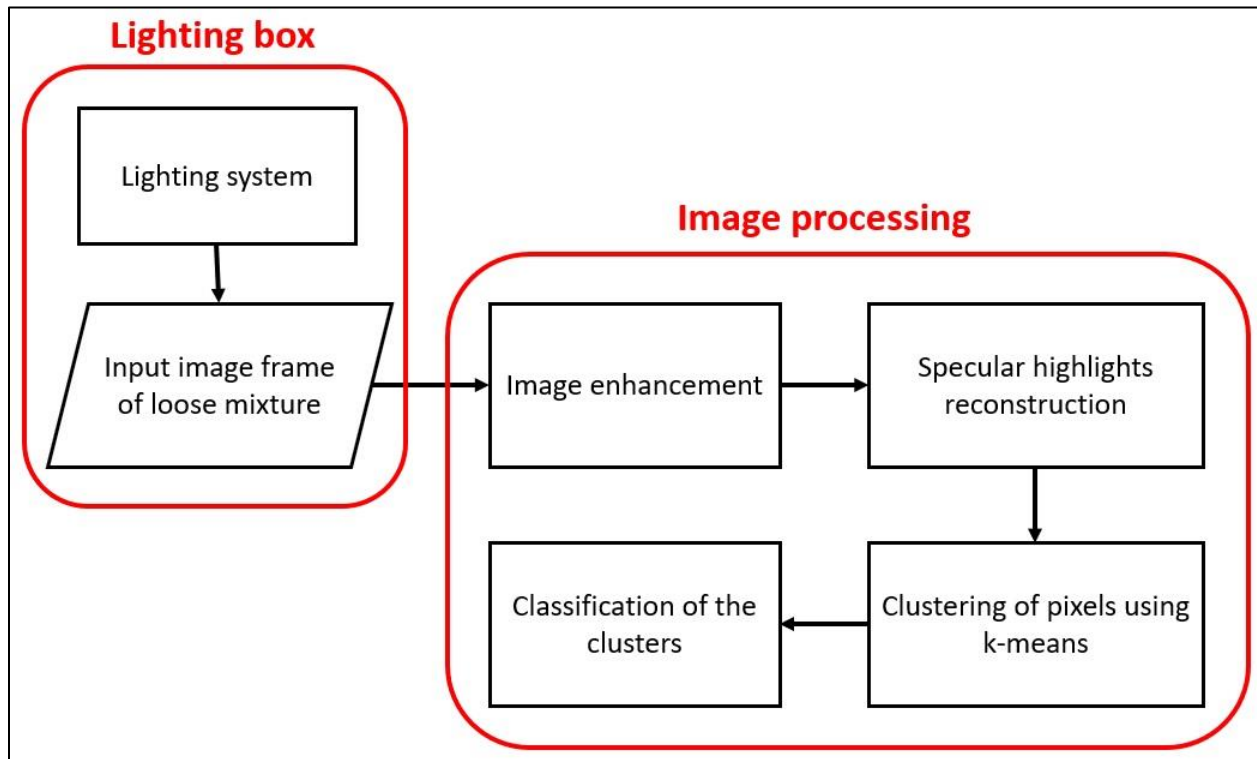 Lighting box
Lighting system
Input image frame
of loose mixture
Image processing
Image enhancement
Specular highlights
reconstruction
Clustering of pixels using
k-means
Classification of the
clusters